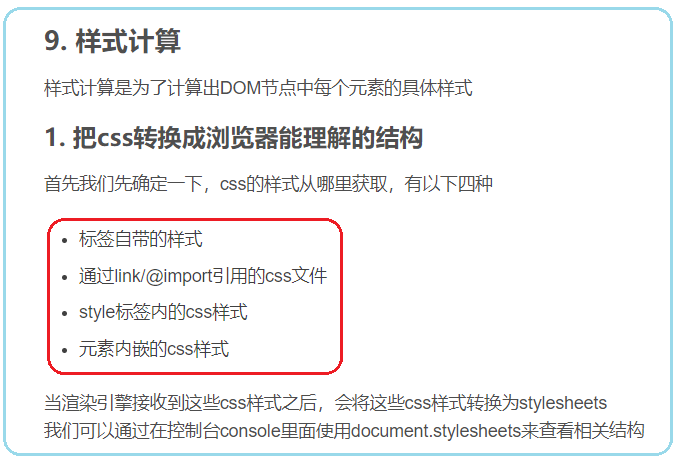 9. 样式计算
样式计算是为了计算出DOM节点中每个元素的具体样式
1. 把css转换成浏览器能理解的结构
首先我们先确定一下，css的样式从哪里获取，有以下四种
• 标签自带的样式
• 通过link/@import引用的css文件
• style标签内的css样式
• 元素内嵌的css样式
当渲染引擎接收到这些css样式之后，会将这些css样式转换为stylesheets
我们可以通过在控制台console里面使用document.stylesheets来查看相关结构